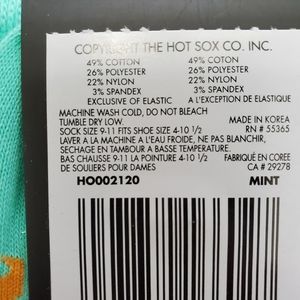 COPYRIGHT THE HOT SOX CO. INC.
49% COTTON 49% COTTON
26% POLYESTER 26% POLYESTER
22% NYLON 22% NYLON
3% SPANDEX 3% SPANDEX
EXCLUSIVE OF ELASTIC A L'EXCEPTION DE ELASTIQUE
MACHINE WASH COLD, DO NOT BLEACH
TUMBLE DRY LOW. MADE IN KOREA
SOCK SIZE 9-11 FITS SHOE SIZE 4-10 1/2 RN # 55365
LAVER A LA MACHINE A L'EAU FROIDE, NE PAS BLANCHIR,
SECHAGE EN TAMBOUR A BASSE TEMPERATURE.
BAS CHAUSSE 9-11 LA POINTURE 4-10 1/2 FABRIQUÉ EN COREE
DE SOULIERS POUR DAMES CA # 29278
HO002120 MINT